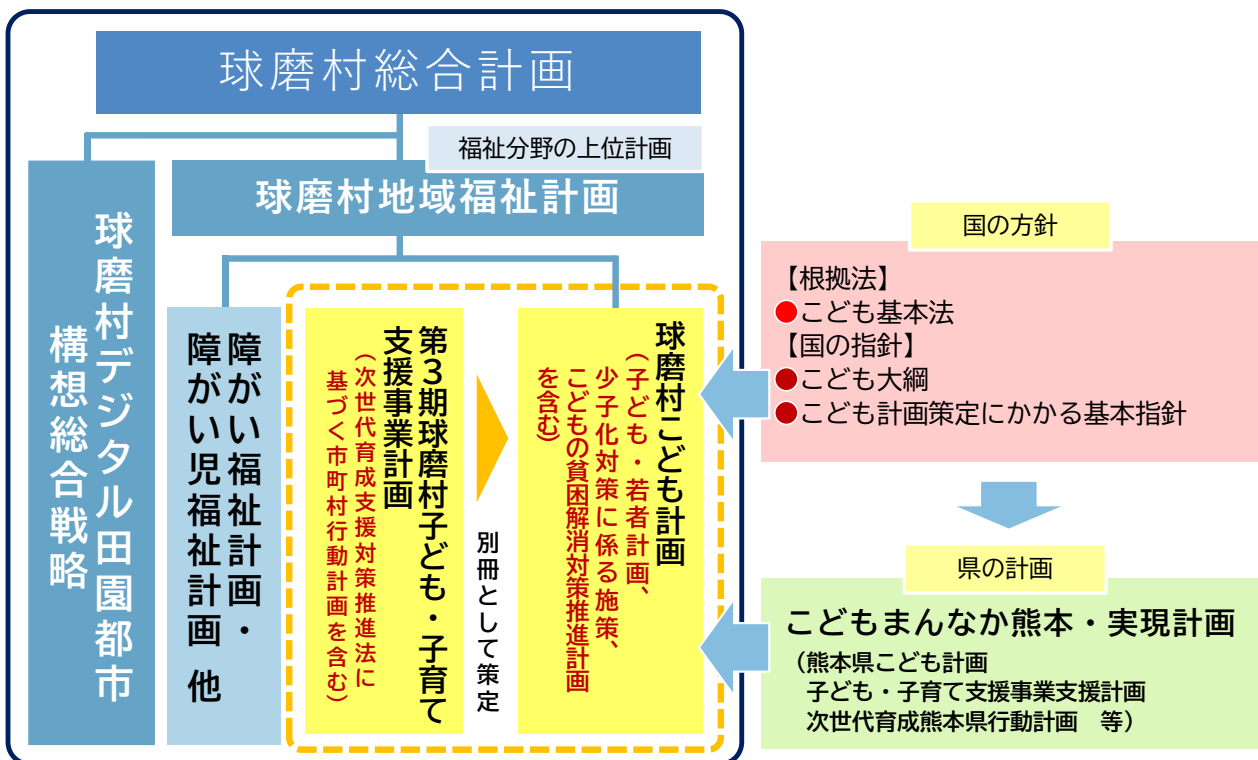 球磨村総合計画
福祉分野の上位計画
球磨村地域福祉計画
球磨村デジタル田園都市
構想総合戦略
障がい福祉計画・
障がい児福祉計画 他
第3期球磨村子ども・子育て
支援事業計画
(次世代育成支援対策推進法に
基づく市町村行動計画を含む)
別冊として策定
球磨村こども計画
(子ども・若者計画、
少子化対策に係る施策、
こどもの貧困解消対策推進計画
を含む)
国の方針
【根拠法】
●こども基本法
【国の指針】
●こども大綱
●こども計画策定にかかる基本指針
県の計画
こどもまんなか熊本・実現計画
(熊本県こども計画
子ども・子育て支援事業支援計画
次世代育成熊本県行動計画 等)